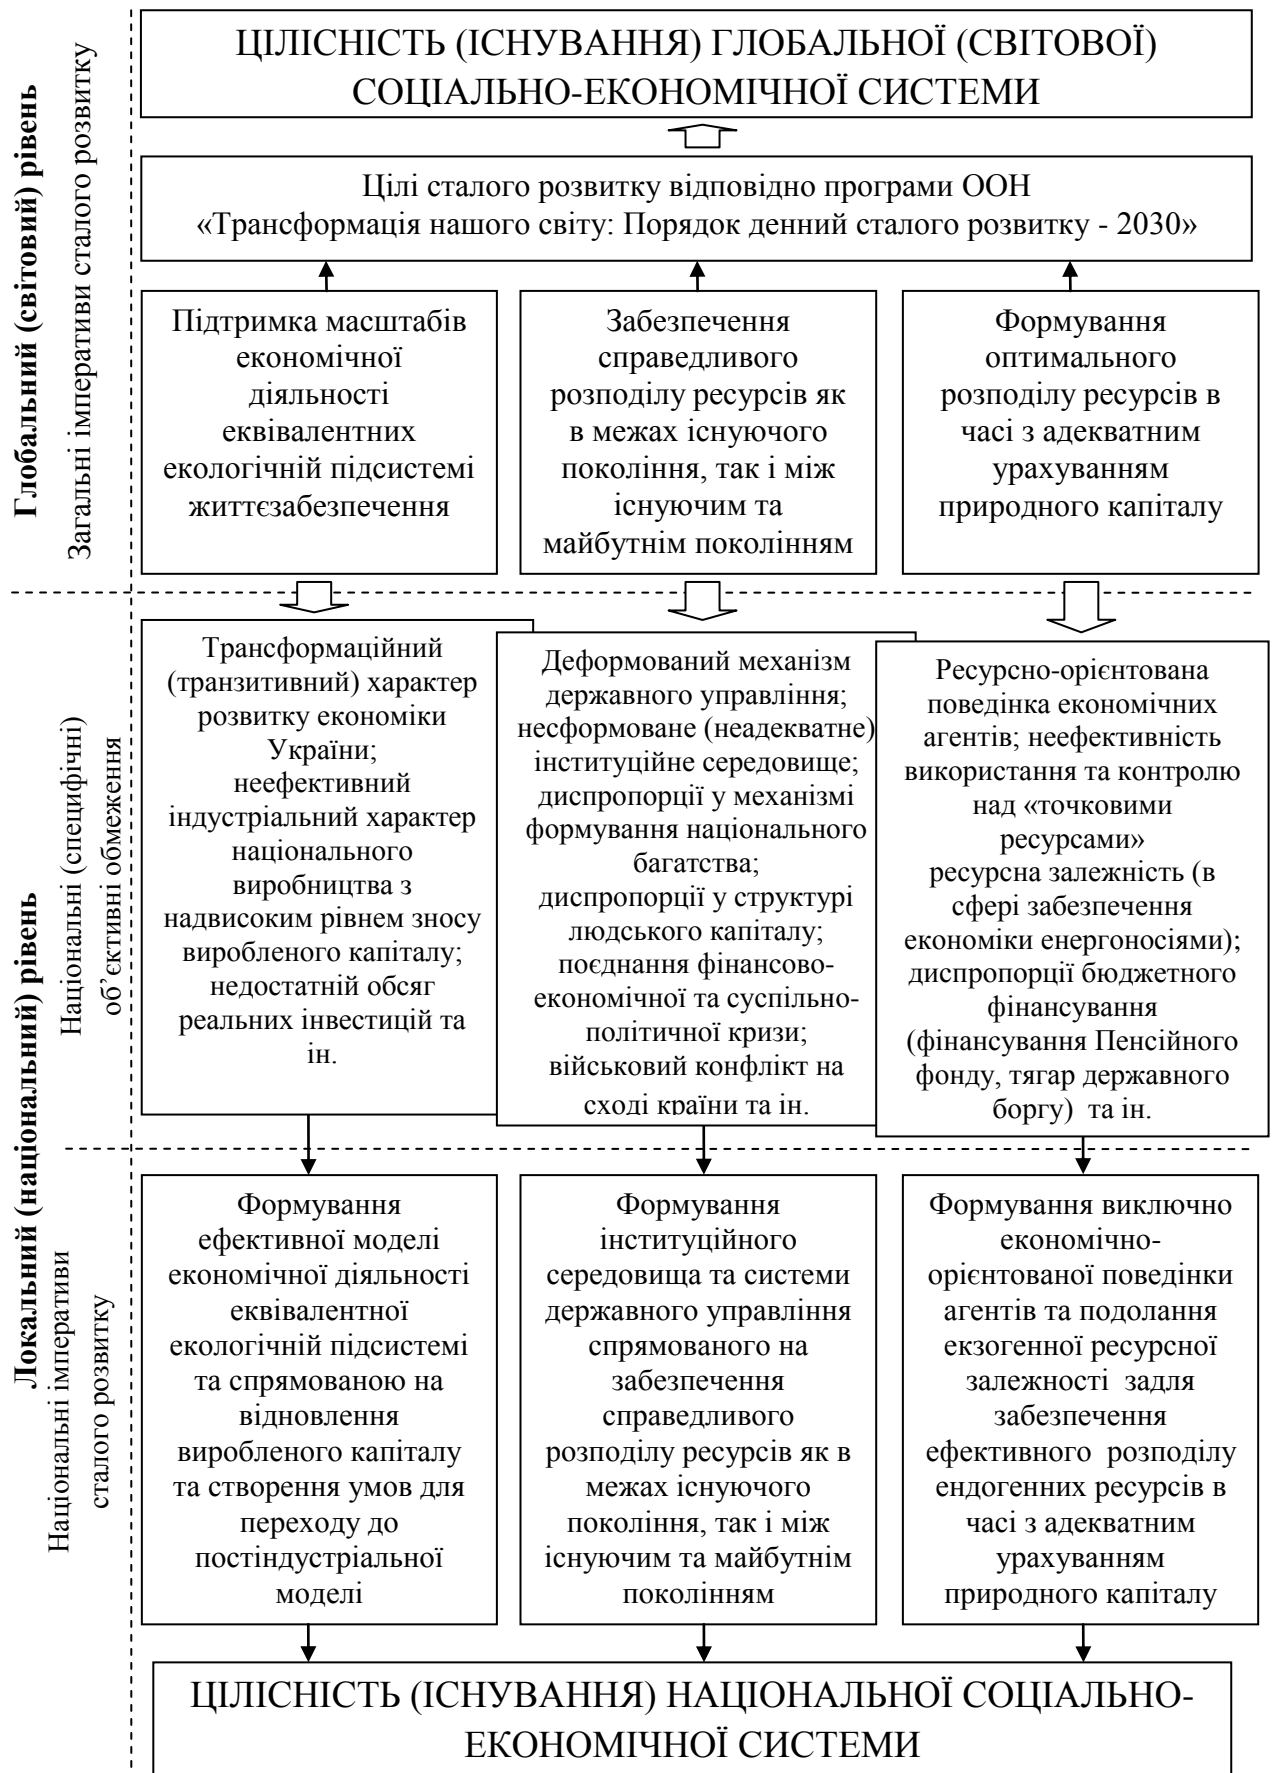 Глобальний (світовий) рівень
Загальні імперативи сталого розвитку
ЦІЛІСНІСТЬ (ІСНУВАННЯ) ГЛОБАЛЬНОЇ (СВІТОВОЇ)
СОЦІАЛЬНО-ЕКОНОМІЧНОЇ СИСТЕМИ
Цілі сталого розвитку відповідно програми ООН
«Трансформація нашого світу: Порядок денний сталого розвитку - 2030»
Підтримка масштабів
економічної
діяльності
еквівалентних
екологічній підсистемі
життєзабезпечення
Забезпечення
справедливого
розподілу ресурсів як
в межах існуючого
покоління, так і між
існуючим та
майбутнім поколінням
Формування
оптимального
розподілу ресурсів в
часі з адекватним
урахуванням
природного капіталу
Локальний (національний) рівень
Національні (специфічні)
об’єктивні обмеження
Трансформаційний
(транзитивний) характер
розвитку економіки
України;
неефективний
індустріальний характер
національного
виробництва з
надвисоким рівнем зносу
виробленого капіталу;
недостатній обсяг
реальних інвестицій та
ін.
Деформований механізм
державного управління;
несформоване (неадекватне)
інституційне середовище;
диспропорції у механізмі
формування національного
багатства;
диспропорції у структурі
людського капіталу;
поєднання фінансово-
економічної та суспільно-
політичної кризи;
військовий конфлікт на
сході країни та ін.
Ресурсно-орієнтована
поведінка економічних
агентів; неефективність
використання та контролю
над «точковими
ресурсами»
ресурсна залежність (в
сфері забезпечення
економіки енергоносіями);
диспропорції бюджетного
фінансування
(фінансування Пенсійного
фонду, тягар державного
боргу) та ін.
Національні імперативи
сталого розвитку
Формування
ефективної моделі
економічної діяльності
еквівалентної
екологічній підсистемі
та спрямованою на
відновлення
виробленого капіталу
та створення умов для
переходу до
постіндустріальної
моделі
Формування
інституційного
середовища та системи
державного управління
спрямованого на
забезпечення
справедливого
розподілу ресурсів як в
межах існуючого
покоління, так і між
існуючим та майбутнім
поколінням
Формування виключно
економічно-
орієнтованої поведінки
агентів та подолання
екзогенної ресурсної
залежності задля
забезпечення
ефективного розподілу
ендогенних ресурсів в
часі з адекватним
урахуванням
природного капіталу
ЦІЛІСНІСТЬ (ІСНУВАННЯ) НАЦІОНАЛЬНОЇ СОЦІАЛЬНО-
ЕКОНОМІЧНОЇ СИСТЕМИ